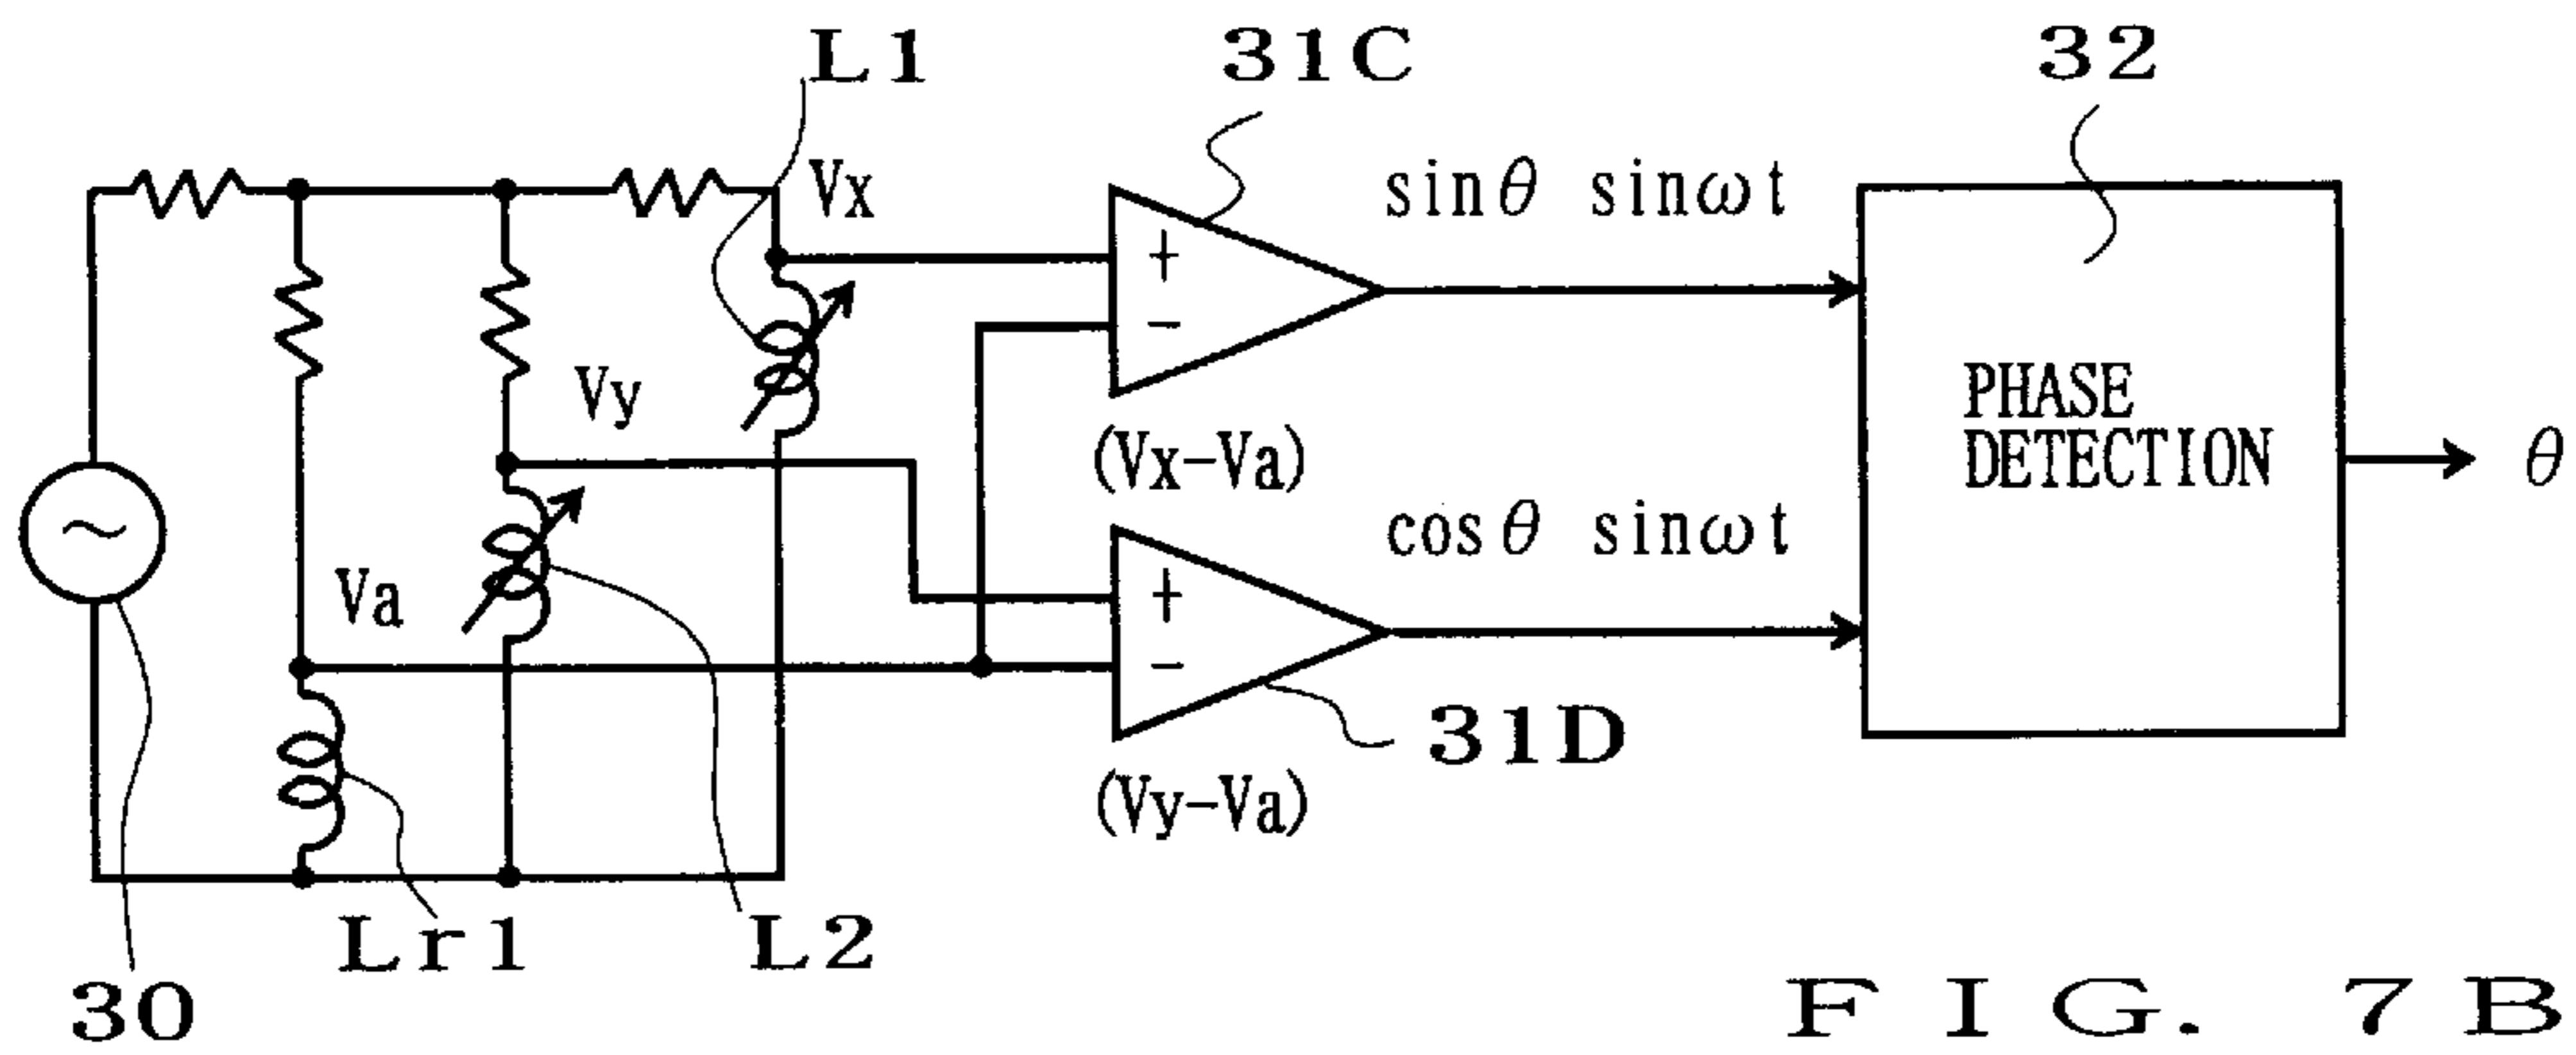 L1
31C
32
Vx
sinθ sinωt
+
−
Vy
PHASE
DETECTION
(Vx−Va)
θ
cosθ sinωt
~
Va
+
−
31D
(Vy−Va)
Lr1
L2
30
FIG. 7B